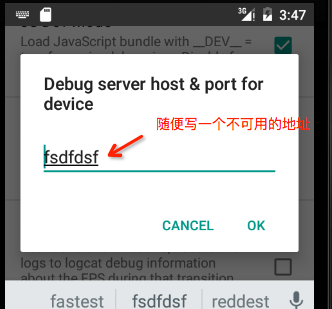 3G
3:47
Load JavaScript bundle with __DEV__ =
Debug server host & port for
device
随便写一个不可用的地址
fsdfdsf
CANCEL
OK
logs to logcat debug information
about the FPS during that transition
fastest
fsdfdsf
reddest